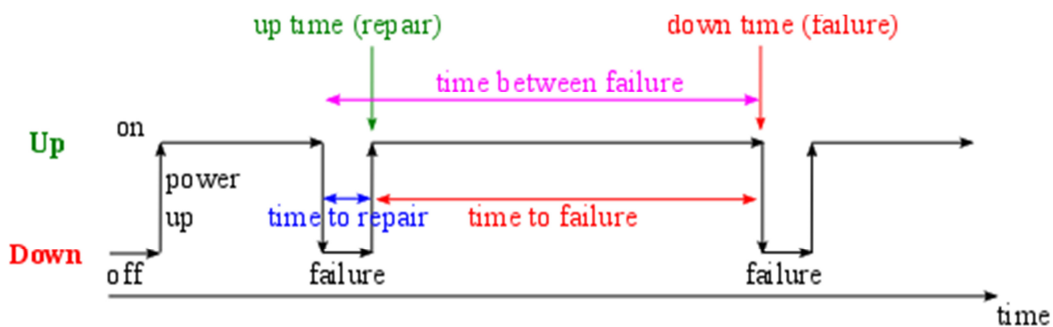 up time (repair)
down time (failure)
time between failure
on
Up
power
up
time to repair
time to failure
Down
off
failure
failure
time